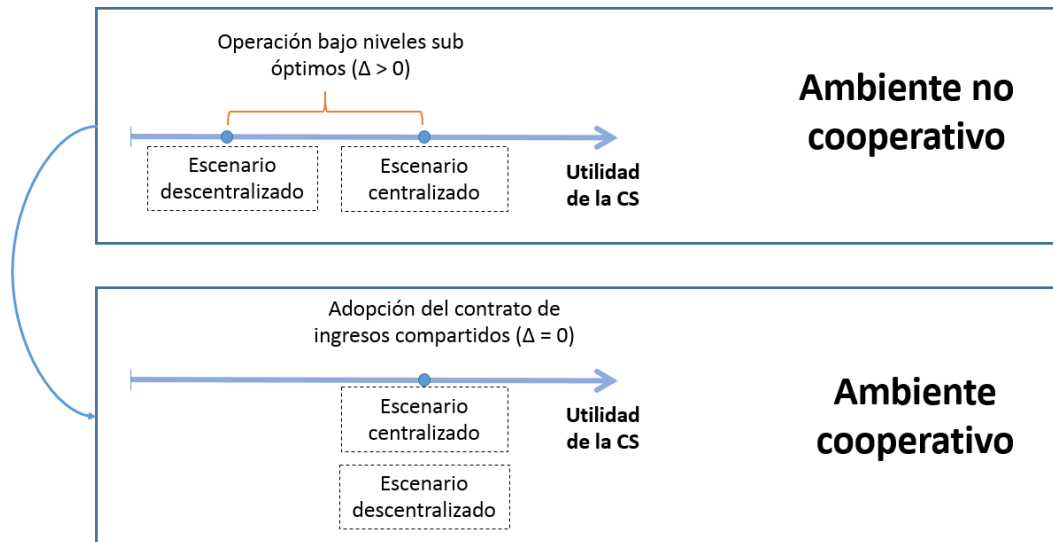 Operación bajo niveles sub
óptimos (Δ > 0)
Ambiente no
cooperativo
Escenario
descentralizado
Escenario
centralizado
Utilidad
de la CS
Adopción del contrato de
ingresos compartidos (Δ = 0)
Ambiente
cooperativo
Escenario
centralizado
Utilidad
de la CS
Escenario
descentralizado